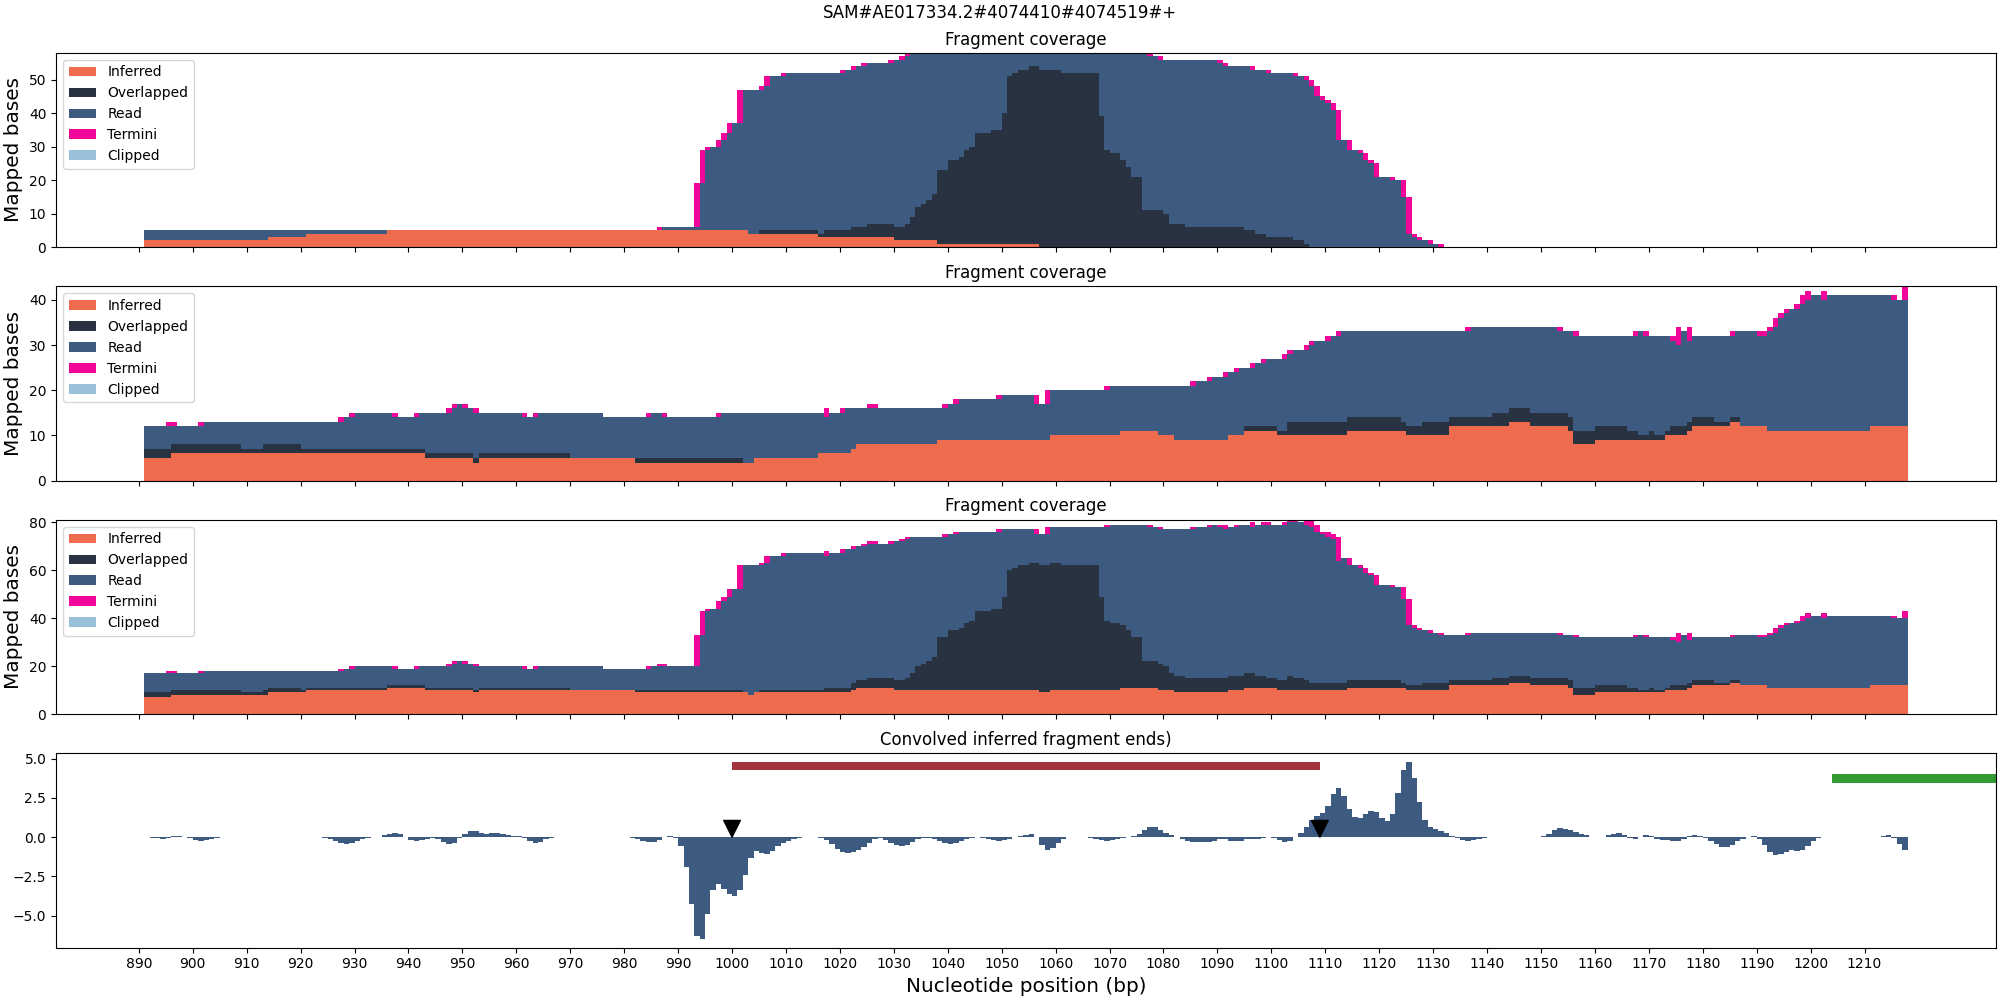 SAM#AE017334.2#4074410#4074519#+
Fragment coverage
Mapped bases
50
40
30
20
10
0
Inferred
Overlapped
Read
Termini
Clipped
Fragment coverage
Mapped bases
40
30
20
10
0
Inferred
Overlapped
Read
Termini
Clipped
Fragment coverage
Mapped bases
80
60
40
20
0
Inferred
Overlapped
Read
Termini
Clipped
Convolved inferred fragment ends)
5.0
2.5
0.0
−2.5
−5.0
890 900 910 920 930 940 950 960 970 980 990 1000 1010 1020 1030 1040 1050 1060 1070 1080 1090 1100 1110 1120 1130 1140 1150 1160 1170 1180 1190 1200 1210
Nucleotide position (bp)